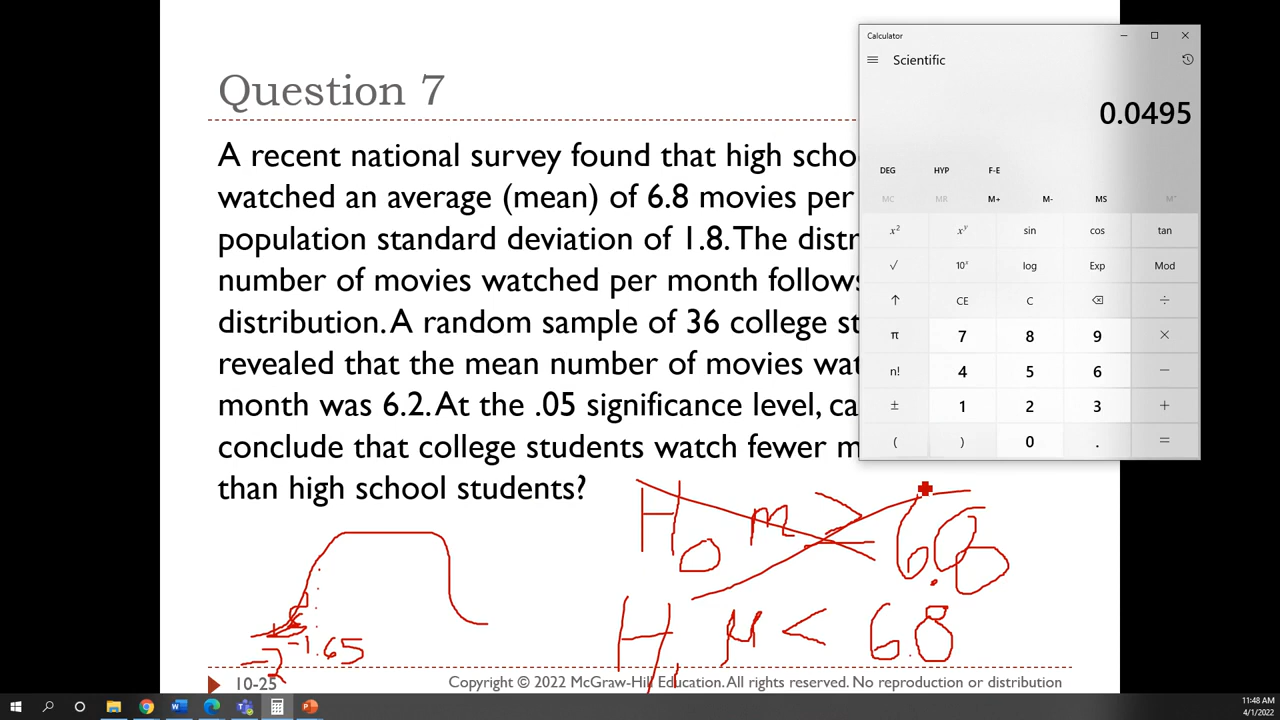 Question 7
A recent national survey found that high schoo
watched an average (mean) of 6.8 movies per
population standard deviation of 1.8. The distr
number of movies watched per month follows
distribution. A random sample of 36 college st
revealed that the mean number of movies wat
month was 6.2. At the .05 significance level, ca
conclude that college students watch fewer m
than high school students?
Calculator
Scientific
0.0495
DEG HYP F-E
MC MR M+ M- MS M˅
x² xʸ sin cos tan
√ 10ˣ log Exp Mod
↑ CE C ⌫ ÷
π 7 8 9 ×
n! 4 5 6 −
± 1 2 3 +
( ) 0 . =
H0 M ≥ 6.8
H1 μ < 6.8
-1.65
-2
10-25
Copyright © 2022 McGraw-Hill Education. All rights reserved. No reproduction or distribution
11:48 AM
4/1/2022